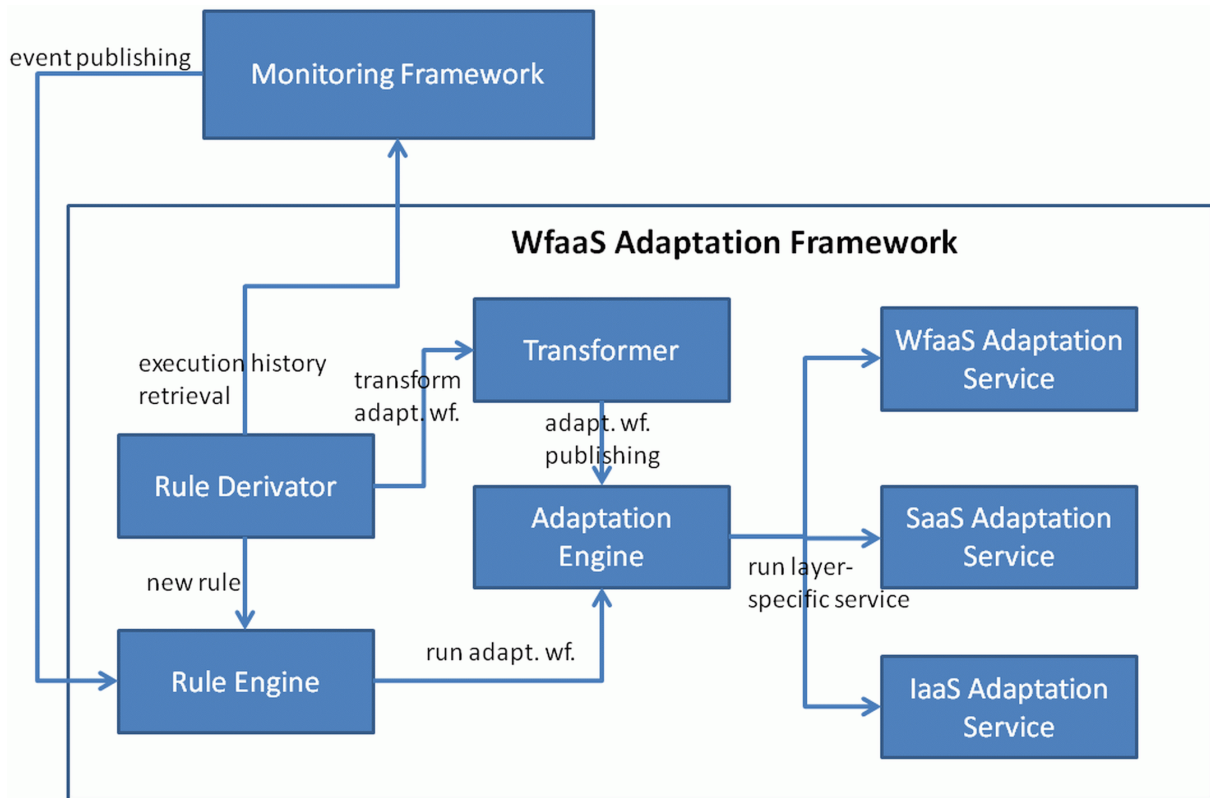 event publishing
Monitoring Framework
WfaaS Adaptation Framework
Transformer
WfaaS Adaptation
Service
execution history
retrieval
transform
adapt. wf.
adapt. wf.
publishing
Rule Derivator
Adaptation
Engine
SaaS Adaptation
Service
new rule
run layer-
specific service
Rule Engine
run adapt. wf.
IaaS Adaptation
Service